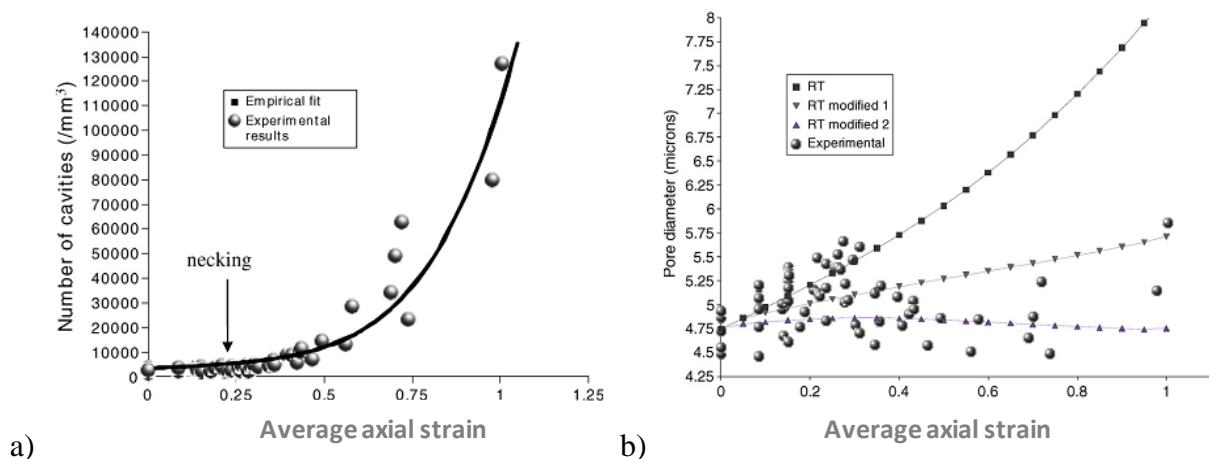 140000
130000
120000
110000
100000
90000
80000
70000
60000
50000
40000
30000
20000
10000
0
Number of cavities (/mm³)
Empirical fit
Experimental
results
necking
0 0.25 0.5 0.75 1 1.25
Average axial strain
a)
8
7.75
7.5
7.25
7
6.75
6.5
6.25
6
5.75
5.5
5.25
5
4.75
4.5
4.25
Pore diameter (microns)
RT
RT modified 1
RT modified 2
Experimental
0 0.2 0.4 0.6 0.8 1
Average axial strain
b)